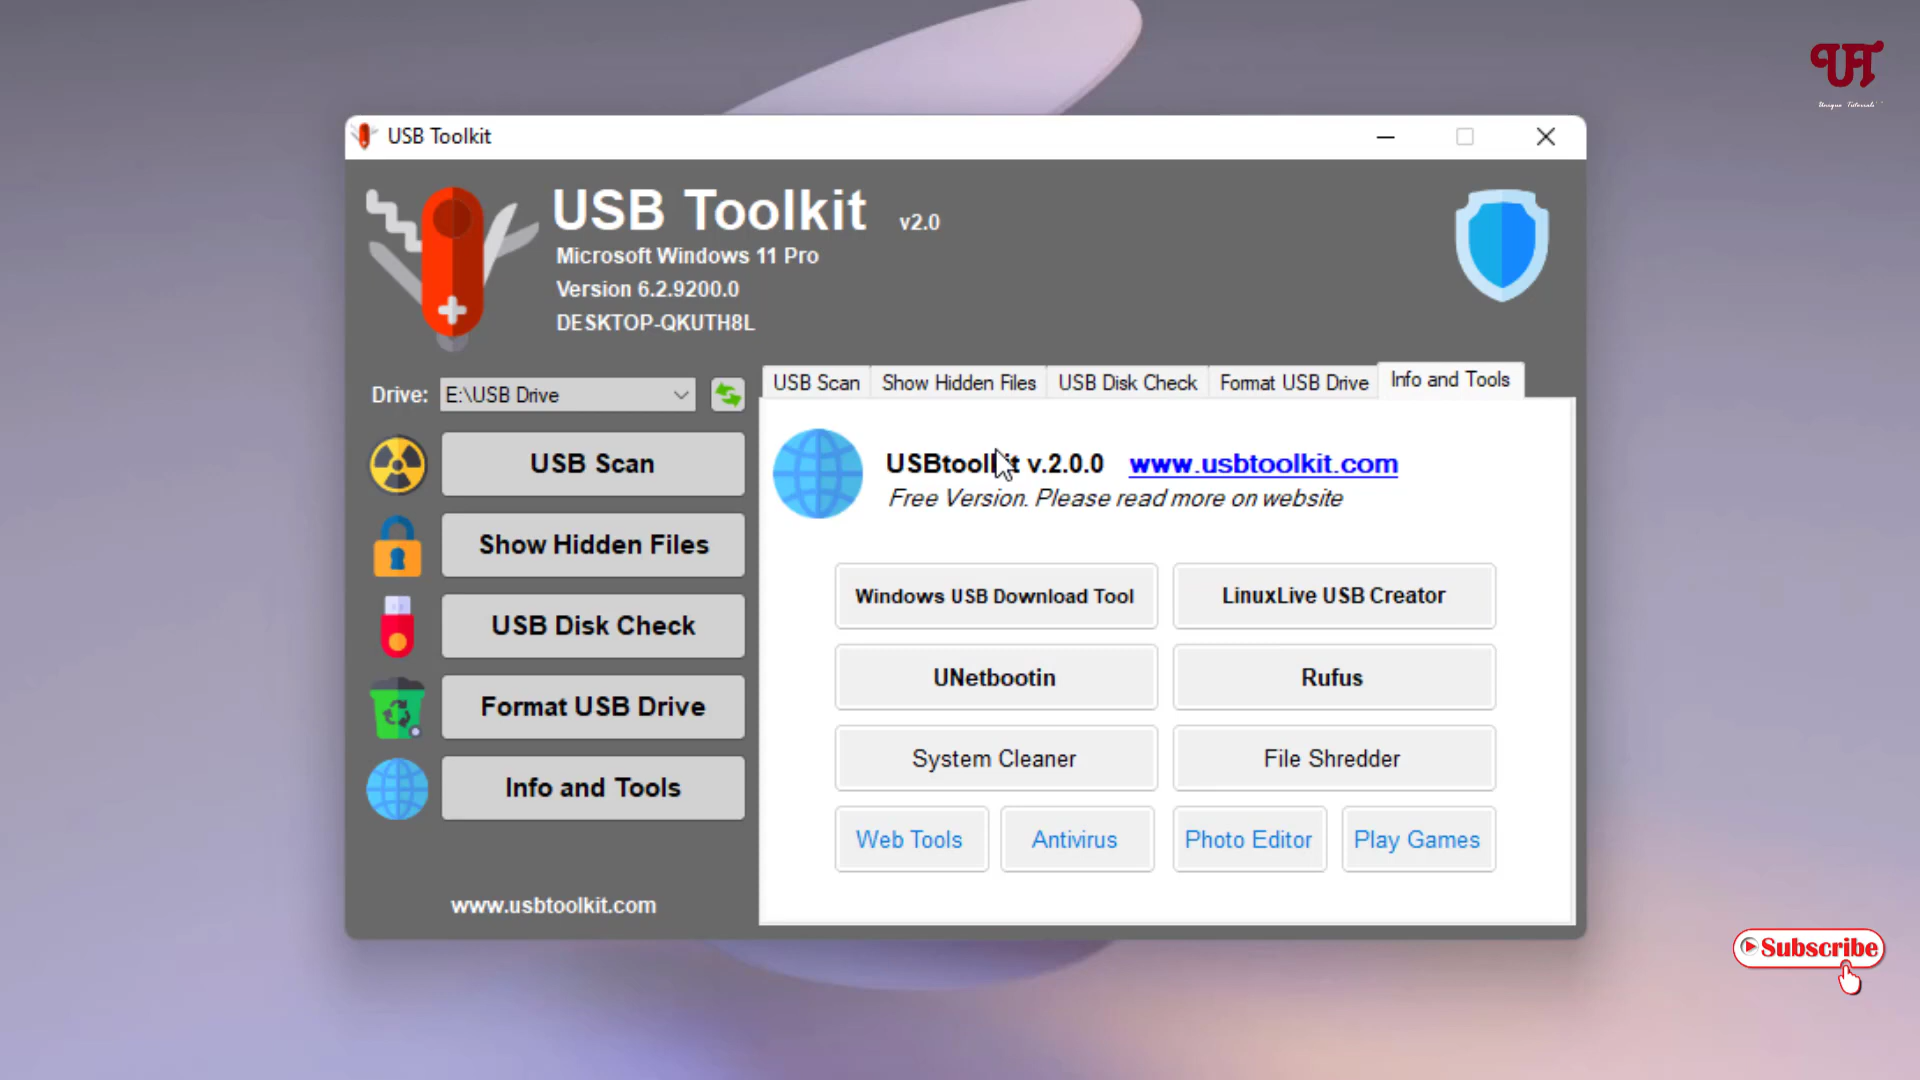 UT
Unique Tutorials
USB Toolkit
USB Toolkit v2.0
Microsoft Windows 11 Pro
Version 6.2.9200.0
DESKTOP-QKUTH8L
Drive: E:\USB Drive
USB Scan
Show Hidden Files
USB Disk Check
Format USB Drive
Info and Tools
www.usbtoolkit.com
USB Scan Show Hidden Files USB Disk Check Format USB Drive Info and Tools
USBtoolkit v.2.0.0 www.usbtoolkit.com
Free Version. Please read more on website
Windows USB Download Tool LinuxLive USB Creator
UNetbootin Rufus
System Cleaner File Shredder
Web Tools Antivirus Photo Editor Play Games
Subscribe